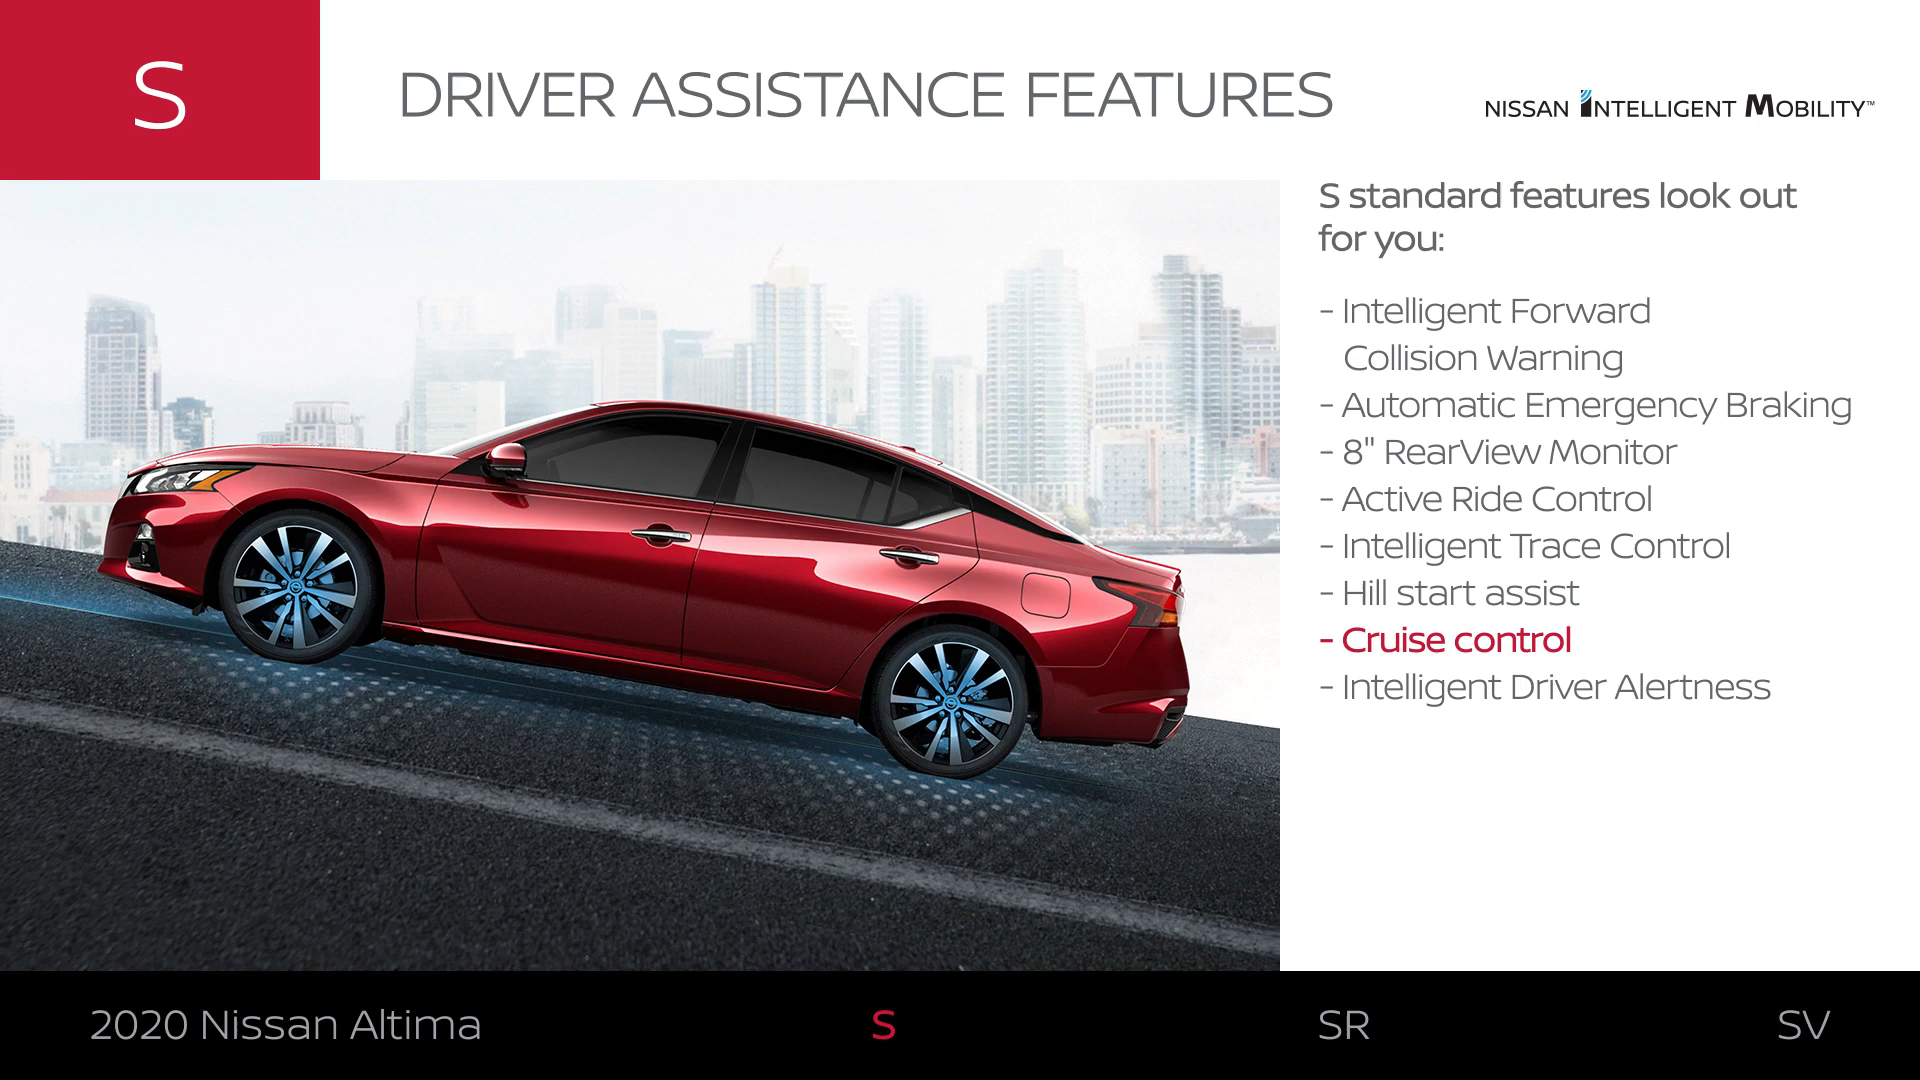 S
DRIVER ASSISTANCE FEATURES
NISSAN INTELLIGENT MOBILITY™
S standard features look out
for you:
- Intelligent Forward
Collision Warning
- Automatic Emergency Braking
- 8" RearView Monitor
- Active Ride Control
- Intelligent Trace Control
- Hill start assist
- Cruise control
- Intelligent Driver Alertness
2020 Nissan Altima
S
SR
SV